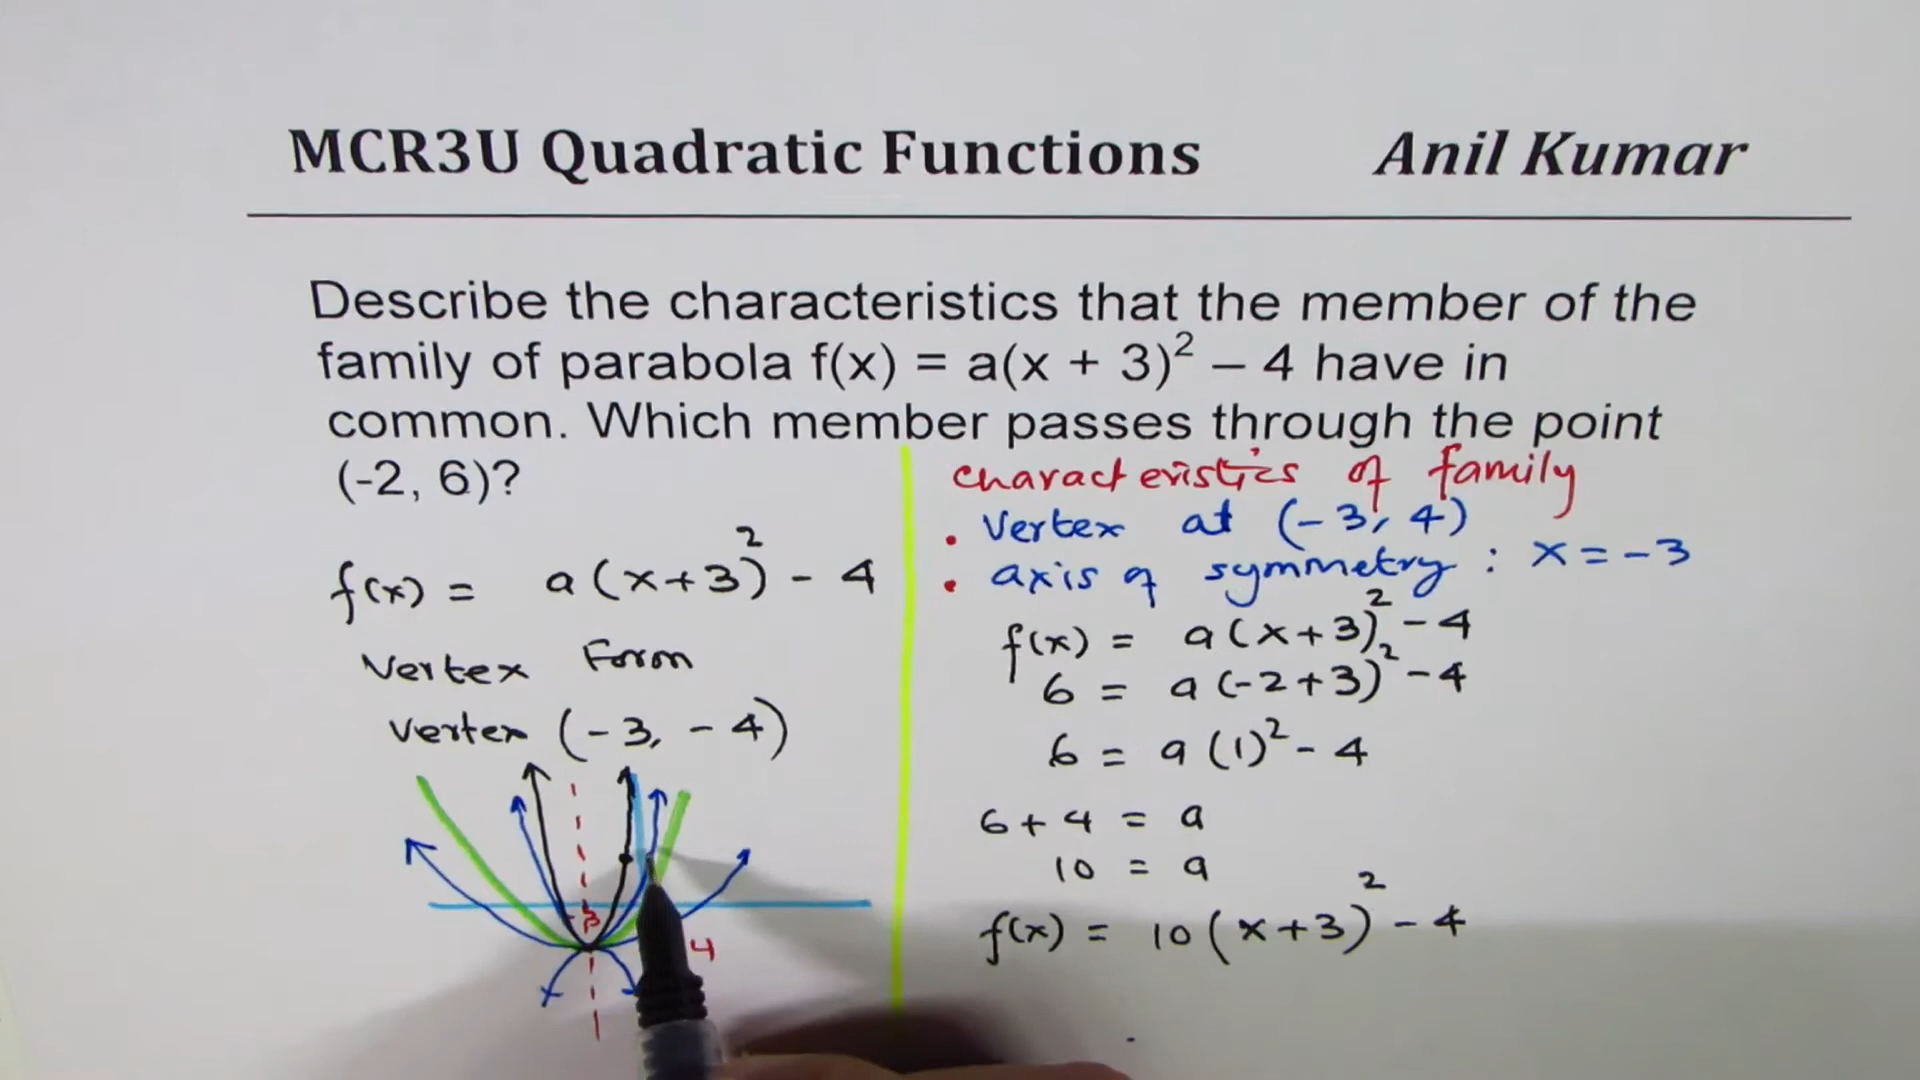 MCR3U Quadratic Functions Anil Kumar
Describe the characteristics that the member of the
family of parabola f(x) = a(x + 3)² – 4 have in
common. Which member passes through the point
(-2, 6)?
f(x) = a(x+3)² - 4
Vertex Form
Vertex (-3, -4)
-3
4
characteristics of family
• Vertex at (-3, 4)
• axis of symmetry : x = -3
f(x) = a(x+3)² - 4
6 = a(-2+3)² - 4
6 = a(1)² - 4
6 + 4 = a
10 = a
f(x) = 10(x+3)² - 4